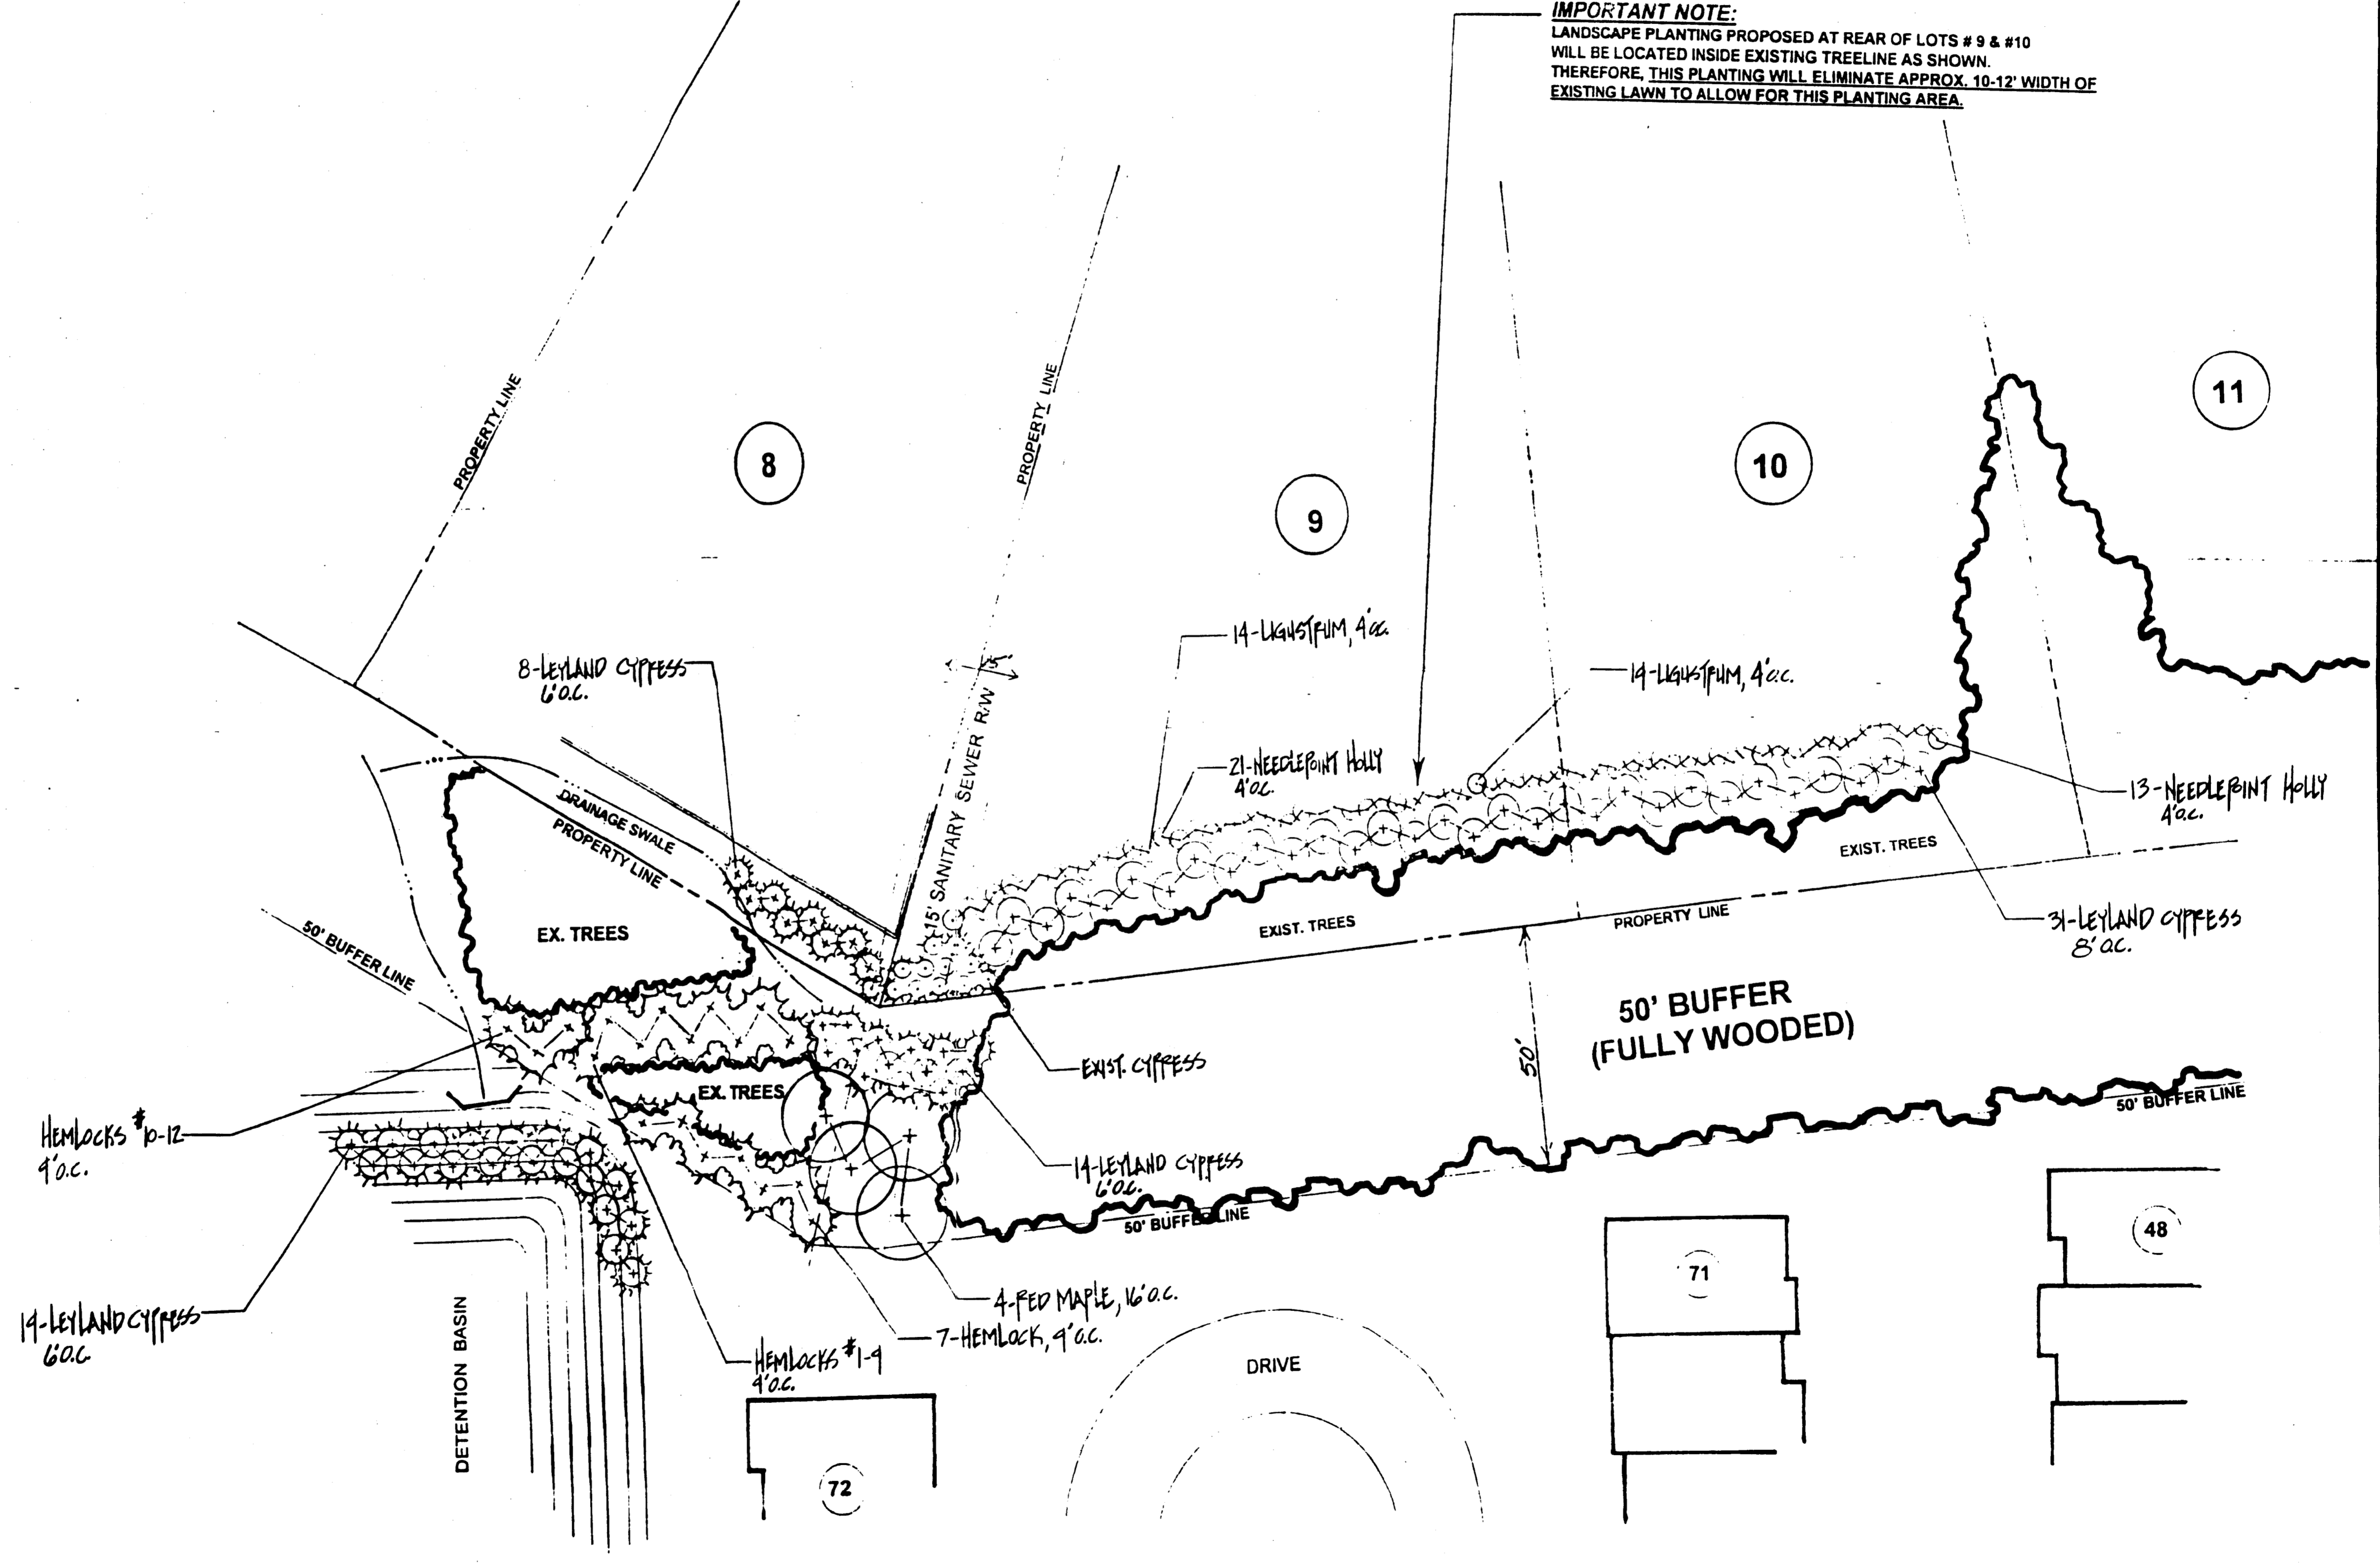 IMPORTANT NOTE:
LANDSCAPE PLANTING PROPOSED AT REAR OF LOTS # 9 & #10
WILL BE LOCATED INSIDE EXISTING TREELINE AS SHOWN.
THEREFORE, THIS PLANTING WILL ELIMINATE APPROX. 10-12' WIDTH OF
EXISTING LAWN TO ALLOW FOR THIS PLANTING AREA.
PROPERTY LINE
8
PROPERTY LINE
9
10
11
14-LIGUSTRUM, 4'O.C.
14-LIGUSTRUM, 4'O.C.
8-LEYLAND CYPRESS
6'O.C.
15'
15' SANITARY SEWER R/W
21-NEEDLEPOINT HOLLY
4'O.C.
13-NEEDLEPOINT HOLLY
4'O.C.
DRAINAGE SWALE
PROPERTY LINE
EX. TREES
50' BUFFER LINE
EXIST. TREES
EXIST. TREES
PROPERTY LINE
31-LEYLAND CYPRESS
8'O.C.
50' BUFFER
(FULLY WOODED)
50'
EXIST. CYPRESS
EX. TREES
50' BUFFER LINE
HEMLOCKS #10-12
9'O.C.
14-LEYLAND CYPRESS
6'O.C.
50' BUFFER LINE
14-LEYLAND CYPRESS
6'O.C.
4-RED MAPLE, 16'O.C.
7-HEMLOCK, 9'O.C.
HEMLOCKS #1-9
9'O.C.
DETENTION BASIN
DRIVE
71
48
72